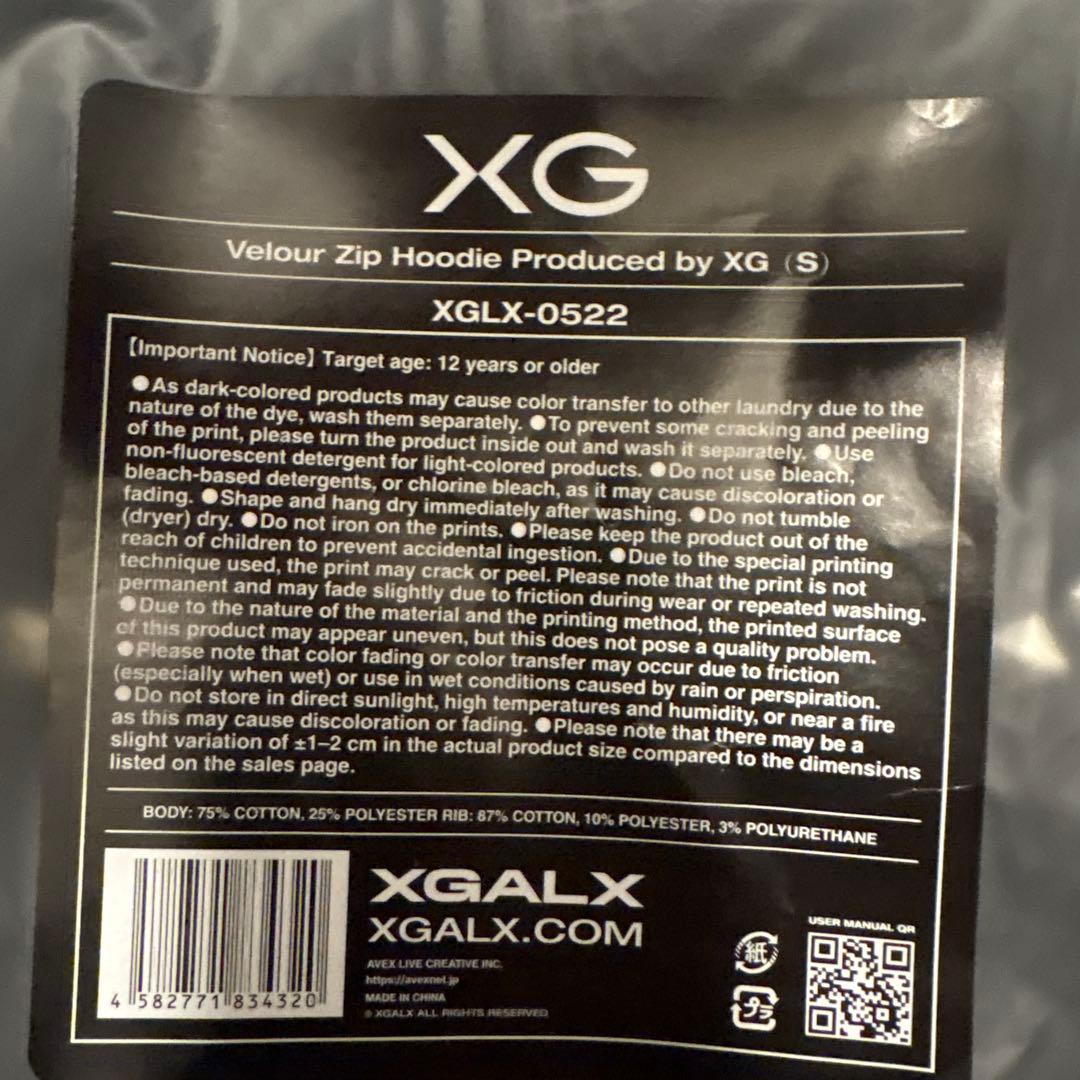 XG
Velour Zip Hoodie Produced by XG (S)
XGLX-0522
【Important Notice】Target age: 12 years or older
●As dark-colored products may cause color transfer to other laundry due to the
nature of the dye, wash them separately. ●To prevent some cracking and peeling
of the print, please turn the product inside out and wash it separately. ●Use
non-fluorescent detergent for light-colored products. ●Do not use bleach,
bleach-based detergents, or chlorine bleach, as it may cause discoloration or
fading. ●Shape and hang dry immediately after washing. ●Do not tumble
(dryer) dry. ●Do not iron on the prints. ●Please keep the product out of the
reach of children to prevent accidental ingestion. ●Due to the special printing
technique used, the print may crack or peel. Please note that the print is not
permanent and may fade slightly due to friction during wear or repeated washing.
●Due to the nature of the material and the printing method, the printed surface
of this product may appear uneven, but this does not pose a quality problem.
●Please note that color fading or color transfer may occur due to friction
(especially when wet) or use in wet conditions caused by rain or perspiration.
●Do not store in direct sunlight, high temperatures and humidity, or near a fire
as this may cause discoloration or fading. ●Please note that there may be a
slight variation of ±1–2 cm in the actual product size compared to the dimensions
listed on the sales page.
BODY: 75% COTTON, 25% POLYESTER RIB: 87% COTTON, 10% POLYESTER, 3% POLYURETHANE
4 582771 834320
XGALX
XGALX.COM
AVEX LIVE CREATIVE INC.
https://avexnet.jp
MADE IN CHINA
© XGALX ALL RIGHTS RESERVED
紙
プラ
USER MANUAL QR